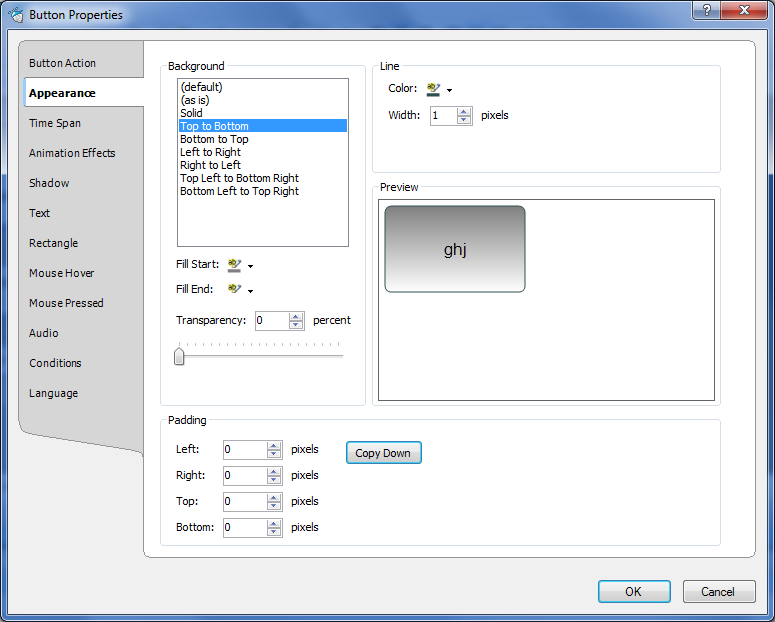 Button Properties
?
Button Action
Appearance
Time Span
Animation Effects
Shadow
Text
Rectangle
Mouse Hover
Mouse Pressed
Audio
Conditions
Language
Background
(default)
(as is)
Solid
Top to Bottom
Bottom to Top
Left to Right
Right to Left
Top Left to Bottom Right
Bottom Left to Top Right
Fill Start:
Fill End:
Transparency: 0 percent
Line
Color:
Width: 1 pixels
Preview
ghj
Padding
Left: 0 pixels Copy Down
Right: 0 pixels
Top: 0 pixels
Bottom: 0 pixels
OK Cancel